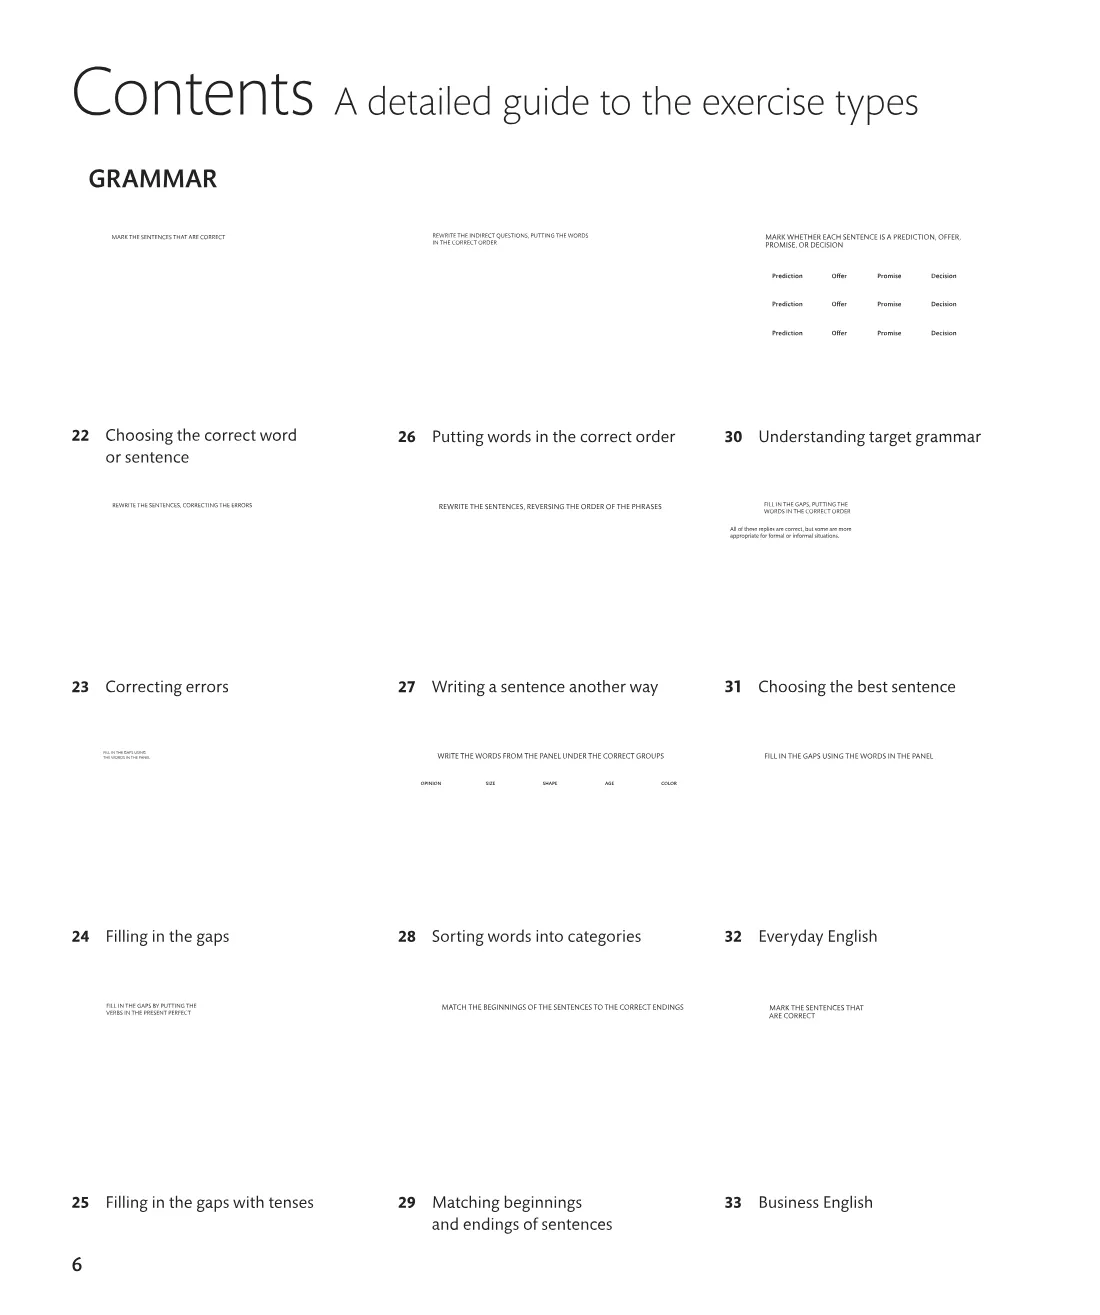 Contents A detailed guide to the exercise types
GRAMMAR
MARK THE SENTENCES THAT ARE CORRECT
22 Choosing the correct word
or sentence
REWRITE THE INDIRECT QUESTIONS, PUTTING THE WORDS
IN THE CORRECT ORDER
26 Putting words in the correct order
MARK WHETHER EACH SENTENCE IS A PREDICTION, OFFER,
PROMISE, OR DECISION
Prediction Offer Promise Decision
Prediction Offer Promise Decision
Prediction Offer Promise Decision
30 Understanding target grammar
REWRITE THE SENTENCES, CORRECTING THE ERRORS
23 Correcting errors
REWRITE THE SENTENCES, REVERSING THE ORDER OF THE PHRASES
27 Writing a sentence another way
FILL IN THE GAPS, PUTTING THE
WORDS IN THE CORRECT ORDER
All of these replies are correct, but some are more
appropriate for formal or informal situations.
31 Choosing the best sentence
FILL IN THE GAPS USING
THE WORDS IN THE PANEL
24 Filling in the gaps
WRITE THE WORDS FROM THE PANEL UNDER THE CORRECT GROUPS
OPINION SIZE SHAPE AGE COLOR
28 Sorting words into categories
FILL IN THE GAPS USING THE WORDS IN THE PANEL
32 Everyday English
FILL IN THE GAPS BY PUTTING THE
VERBS IN THE PRESENT PERFECT
25 Filling in the gaps with tenses
MATCH THE BEGINNINGS OF THE SENTENCES TO THE CORRECT ENDINGS
29 Matching beginnings
and endings of sentences
MARK THE SENTENCES THAT
ARE CORRECT
33 Business English
6